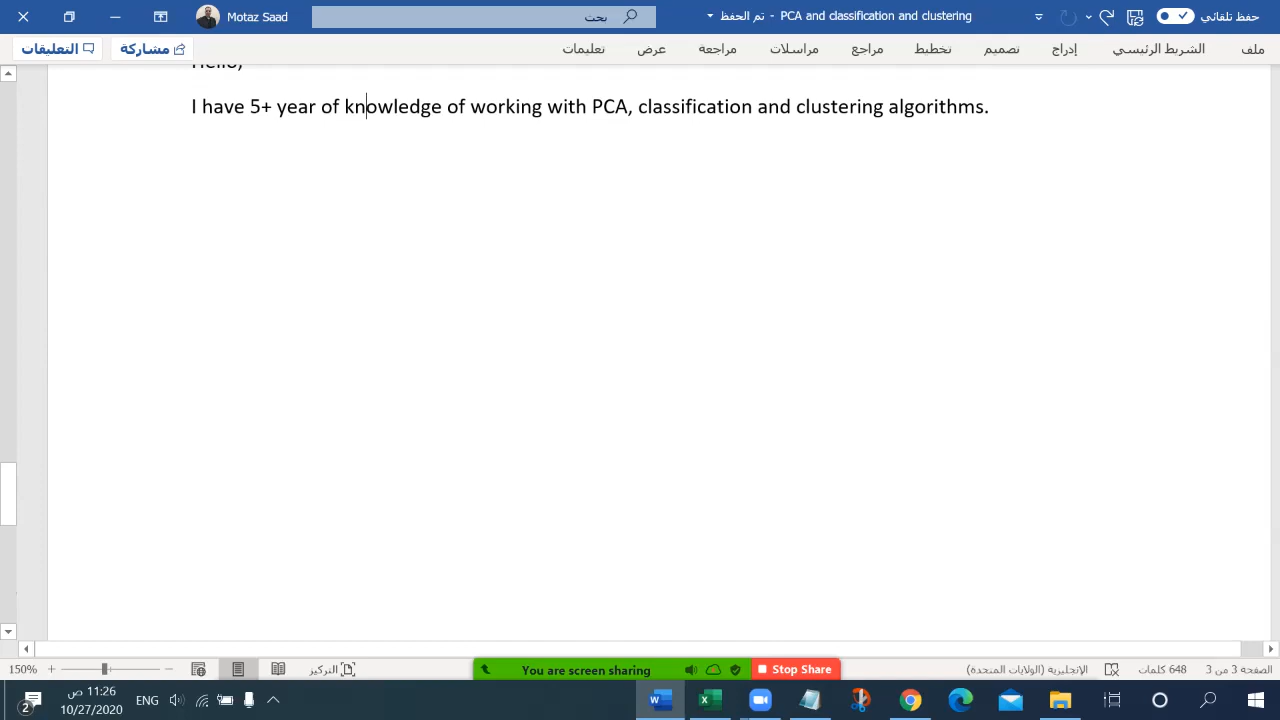 Motaz Saad
بحث
PCA and classification and clustering - تم الحفظ
حفظ تلقائي
ملف الشريط الرئيسي إدراج تصميم تخطيط مراجع مراسلات مراجعة عرض تعليمات
مشاركة
التعليقات
Hello,
I have 5+ year of knowledge of working with PCA, classification and clustering algorithms.
الصفحة 3 من 3
648 كلمات
الإنجليزية (الولايات المتحدة)
You are screen sharing
Stop Share
التركيز
150%
11:26 ص
10/27/2020
ENG
2